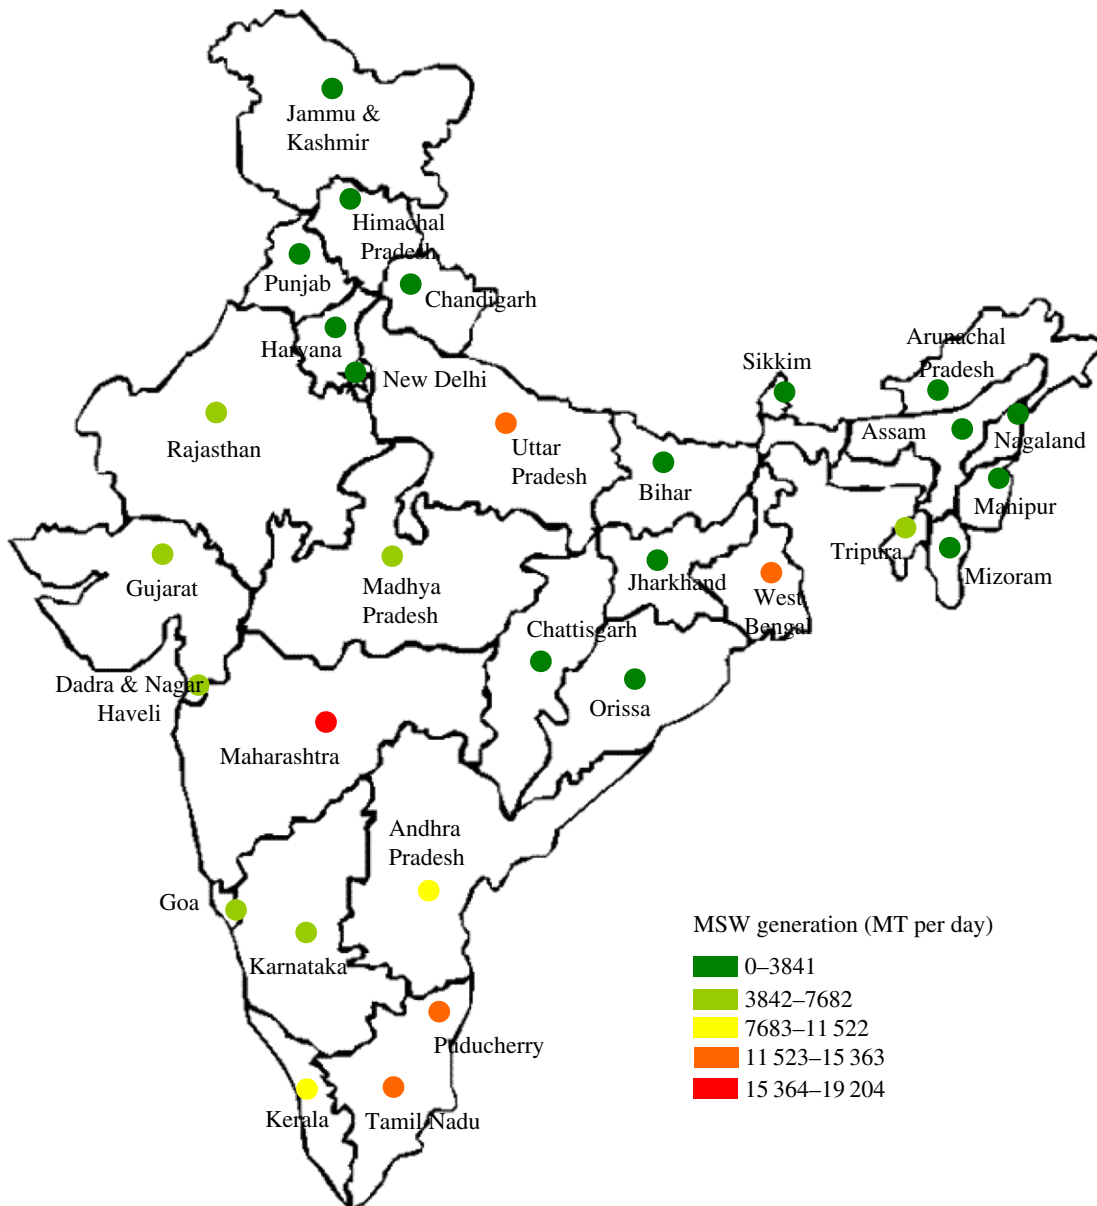 Jammu &
Kashmir
Himachal
Pradesh
Punjab
Chandigarh
Haryana
New Delhi
Sikkim
Arunachal
Pradesh
Rajasthan
Uttar
Pradesh
Assam
Nagaland
Bihar
Manipur
Tripura
Mizoram
Gujarat
Madhya
Pradesh
Jharkhand
West
Bengal
Chattisgarh
Dadra & Nagar
Haveli
Orissa
Maharashtra
Andhra
Pradesh
Goa
Karnataka
Puducherry
Kerala
Tamil Nadu
MSW generation (MT per day)
0–3841
3842–7682
7683–11 522
11 523–15 363
15 364–19 204